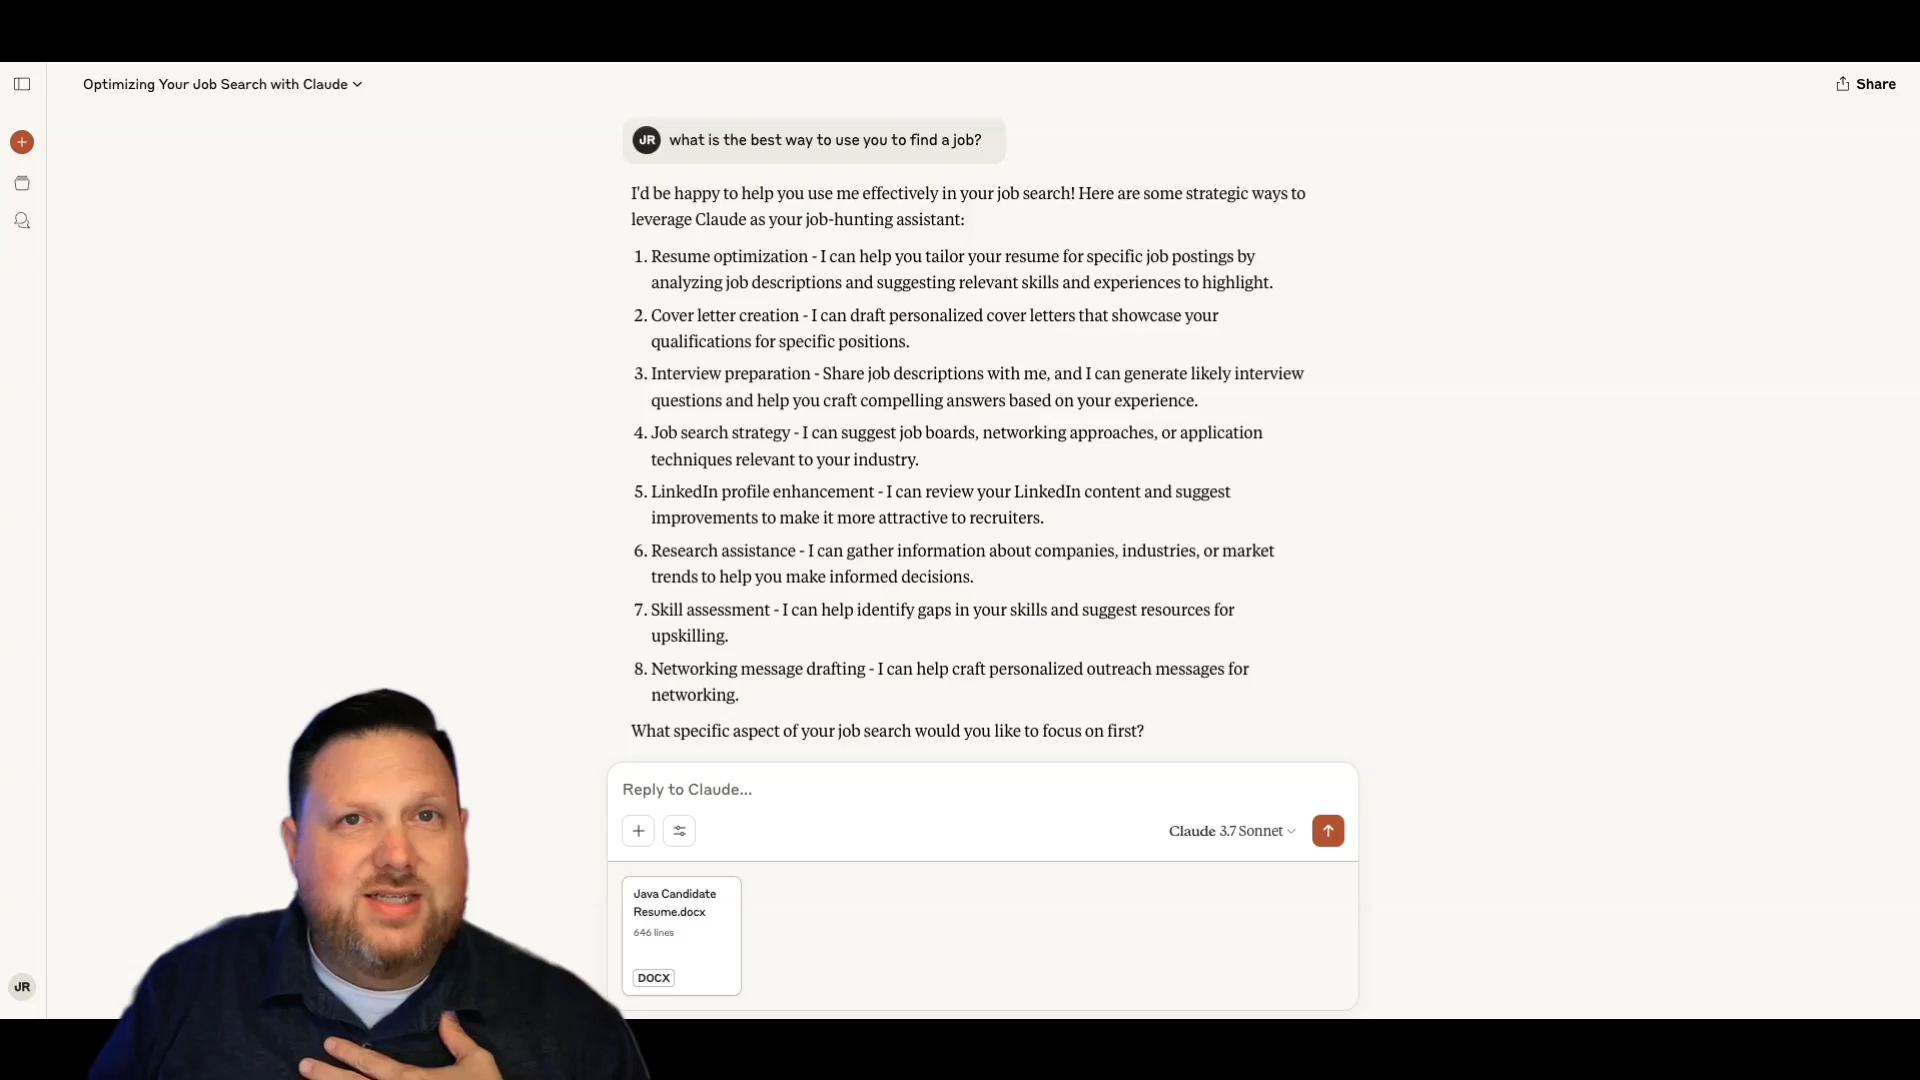 Optimizing Your Job Search with Claude
Share
JR
what is the best way to use you to find a job?
I'd be happy to help you use me effectively in your job search! Here are some strategic ways to
leverage Claude as your job-hunting assistant:
1. Resume optimization - I can help you tailor your resume for specific job postings by
analyzing job descriptions and suggesting relevant skills and experiences to highlight.
2. Cover letter creation - I can draft personalized cover letters that showcase your
qualifications for specific positions.
3. Interview preparation - Share job descriptions with me, and I can generate likely interview
questions and help you craft compelling answers based on your experience.
4. Job search strategy - I can suggest job boards, networking approaches, or application
techniques relevant to your industry.
5. LinkedIn profile enhancement - I can review your LinkedIn content and suggest
improvements to make it more attractive to recruiters.
6. Research assistance - I can gather information about companies, industries, or market
trends to help you make informed decisions.
7. Skill assessment - I can help identify gaps in your skills and suggest resources for
upskilling.
8. Networking message drafting - I can help craft personalized outreach messages for
networking.
What specific aspect of your job search would you like to focus on first?
Reply to Claude...
Claude 3.7 Sonnet
Java Candidate
Resume.docx
646 lines
DOCX
JR